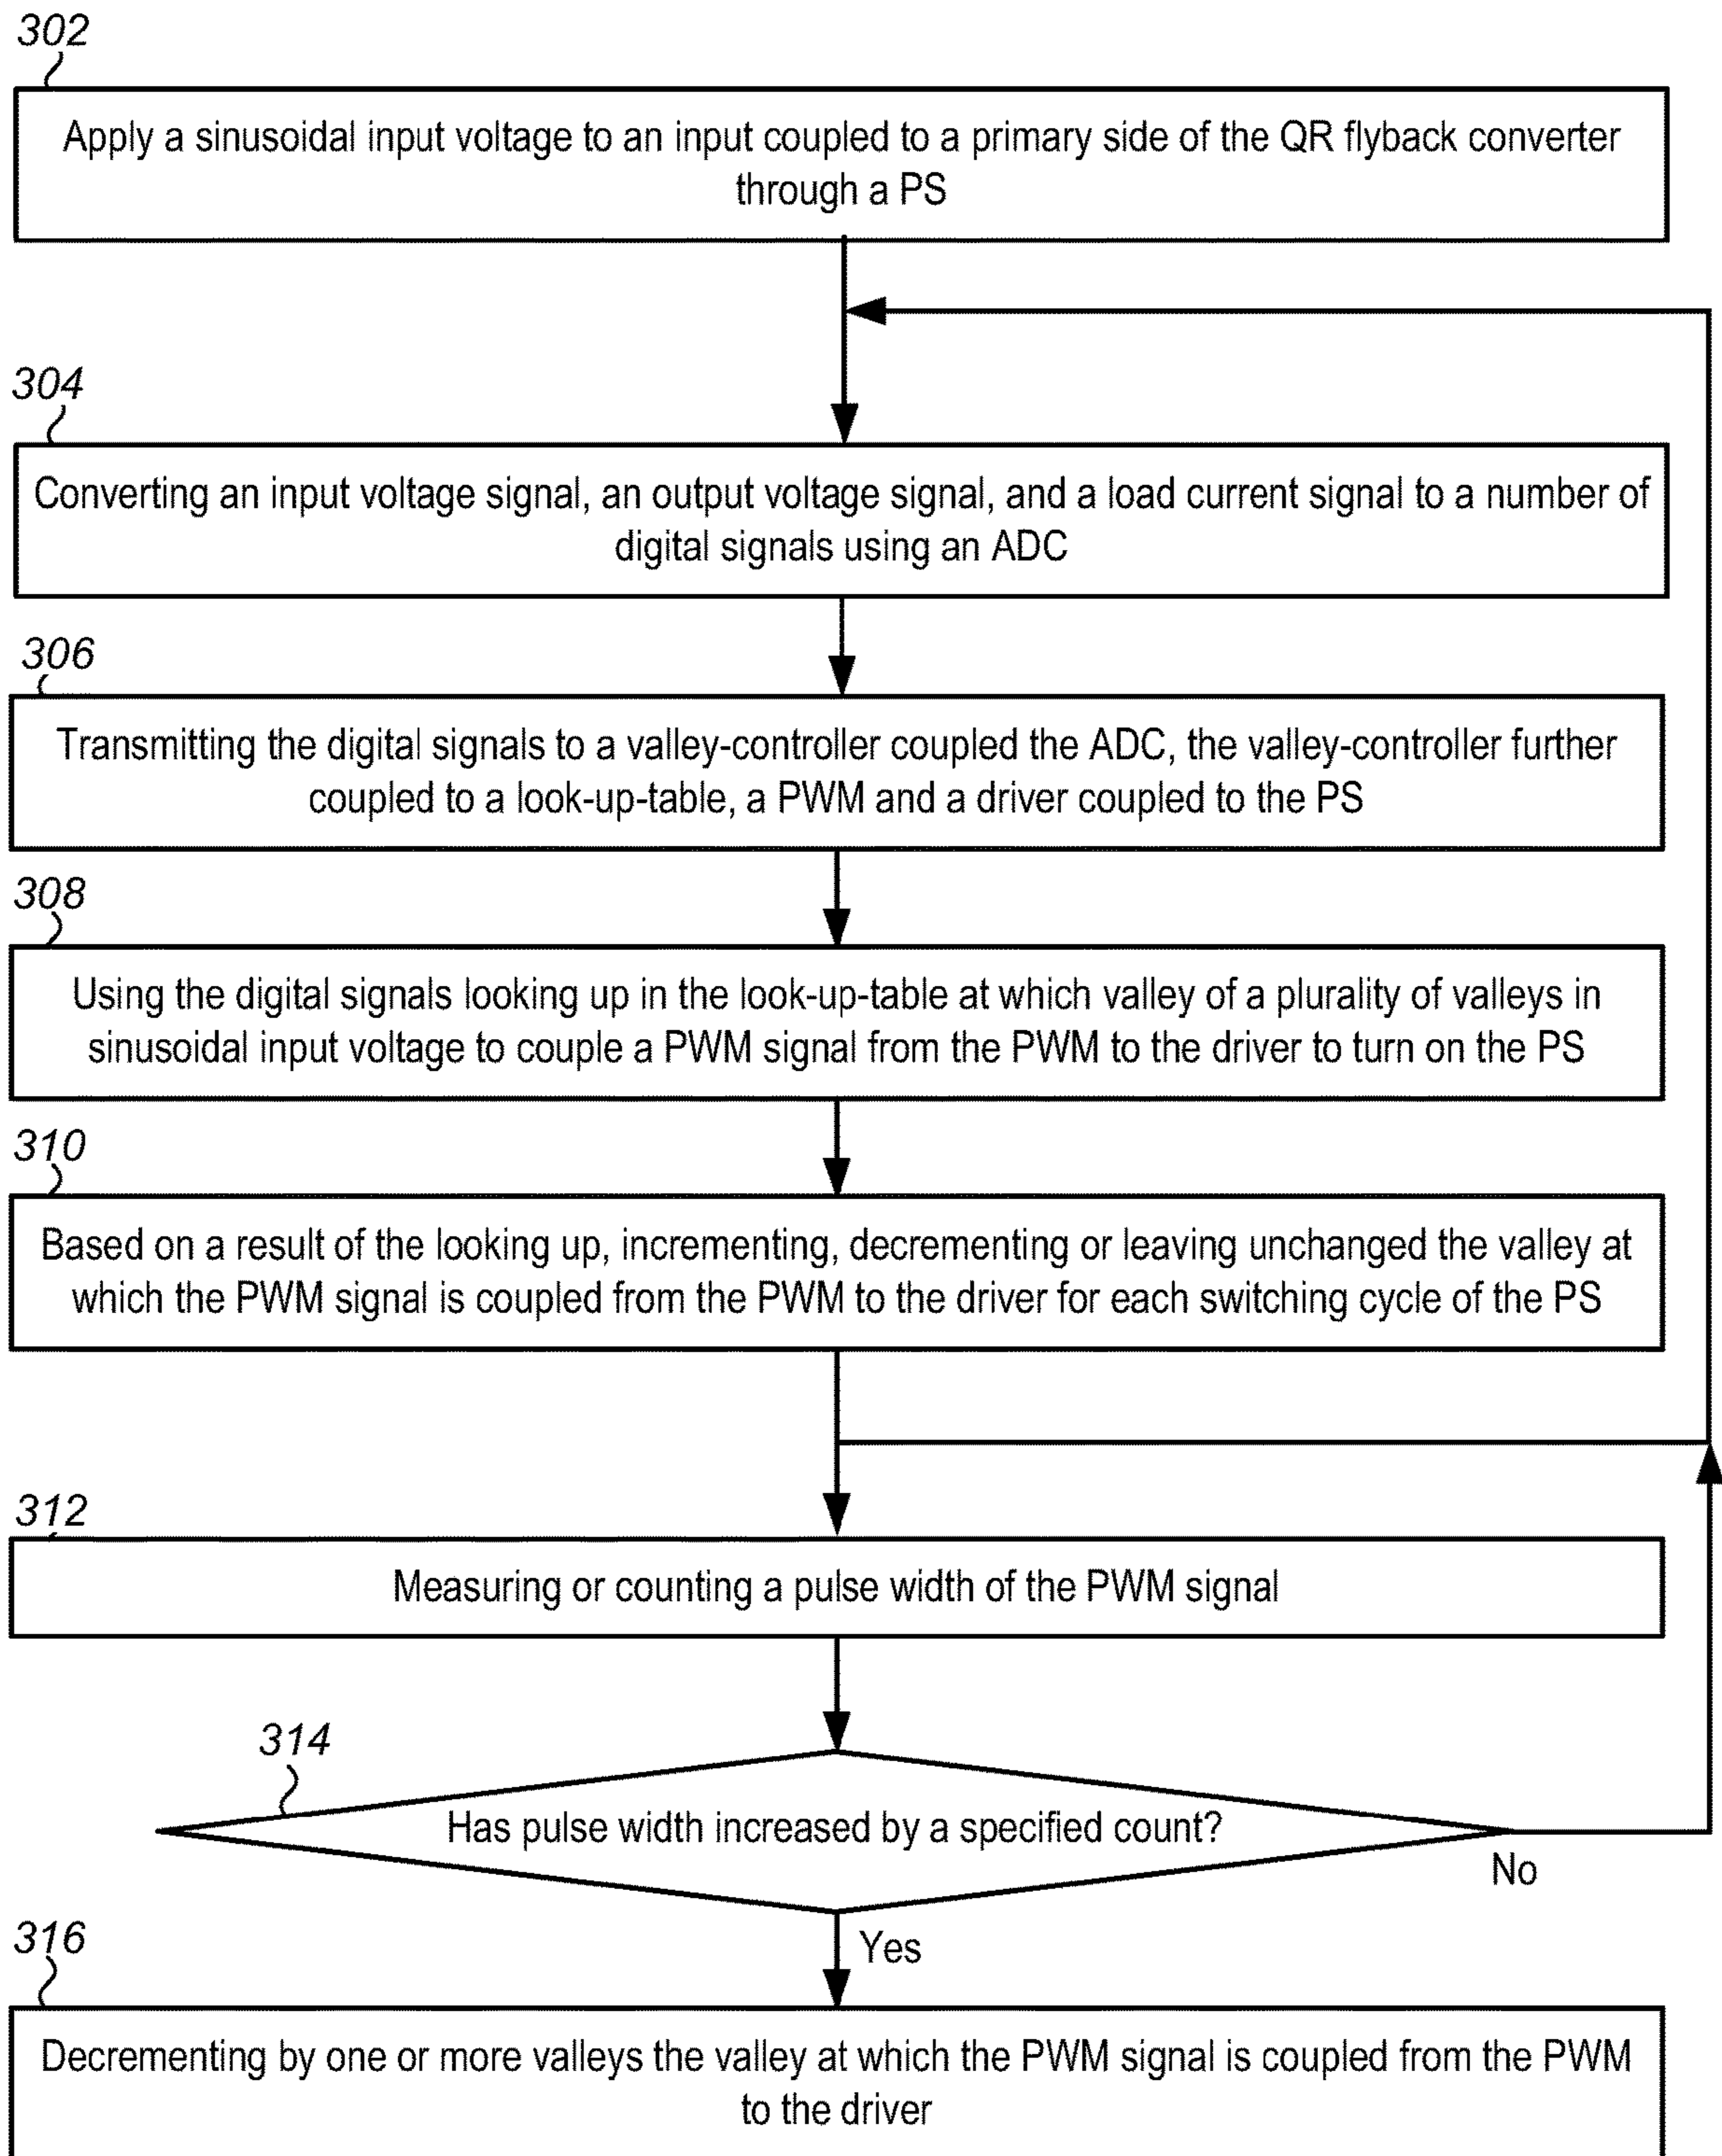 302
Apply a sinusoidal input voltage to an input coupled to a primary side of the QR flyback converter
through a PS
304
Converting an input voltage signal, an output voltage signal, and a load current signal to a number of
digital signals using an ADC
306
Transmitting the digital signals to a valley-controller coupled the ADC, the valley-controller further
coupled to a look-up-table, a PWM and a driver coupled to the PS
308
Using the digital signals looking up in the look-up-table at which valley of a plurality of valleys in
sinusoidal input voltage to couple a PWM signal from the PWM to the driver to turn on the PS
310
Based on a result of the looking up, incrementing, decrementing or leaving unchanged the valley at
which the PWM signal is coupled from the PWM to the driver for each switching cycle of the PS
312
Measuring or counting a pulse width of the PWM signal
314
Has pulse width increased by a specified count?
No
Yes
316
Decrementing by one or more valleys the valley at which the PWM signal is coupled from the PWM
to the driver